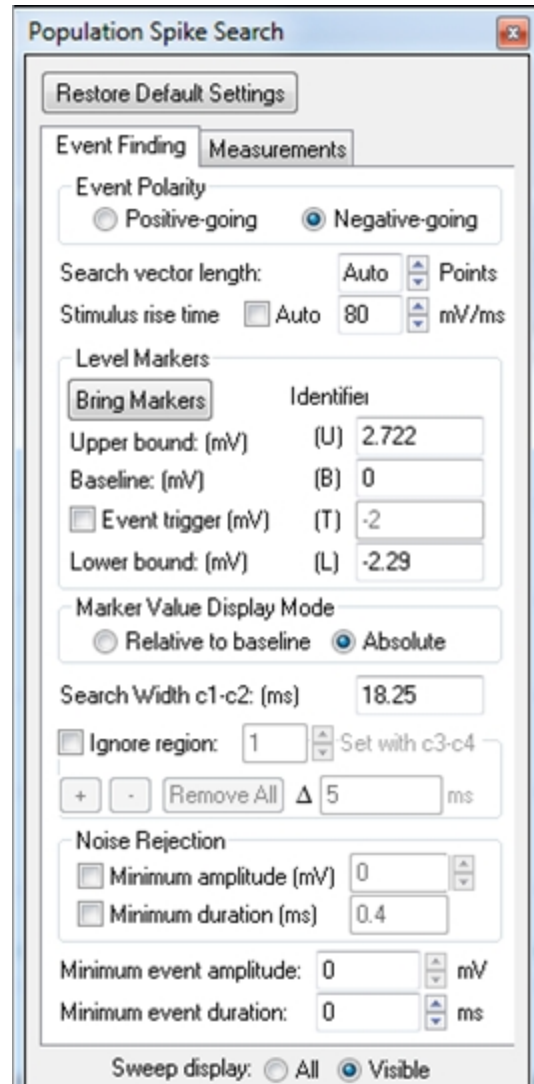 Population Spike Search
Restore Default Settings
Event Finding Measurements
Event Polarity
Positive-going Negative-going
Search vector length: Auto Points
Stimulus rise time Auto 80 mV/ms
Level Markers
Bring Markers Identifier
Upper bound: (mV) (U) 2.722
Baseline: (mV) (B) 0
Event trigger (mV) (T) -2
Lower bound: (mV) (L) -2.29
Marker Value Display Mode
Relative to baseline Absolute
Search Width c1-c2: (ms) 18.25
Ignore region: 1 Set with c3-c4
+ - Remove All Δ 5 ms
Noise Rejection
Minimum amplitude (mV) 0
Minimum duration (ms) 0.4
Minimum event amplitude: 0 mV
Minimum event duration: 0 ms
Sweep display: All Visible